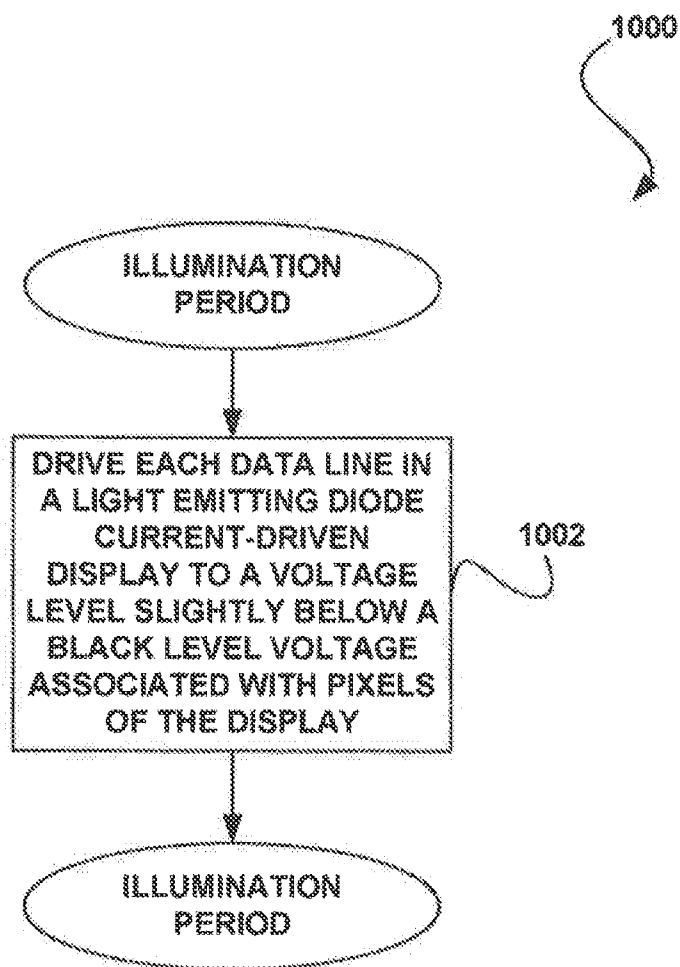 1000
ILLUMINATION
PERIOD
DRIVE EACH DATA LINE IN
A LIGHT EMITTING DIODE
CURRENT-DRIVEN
DISPLAY TO A VOLTAGE
LEVEL SLIGHTLY BELOW A
BLACK LEVEL VOLTAGE
ASSOCIATED WITH PIXELS
OF THE DISPLAY
1002
ILLUMINATION
PERIOD